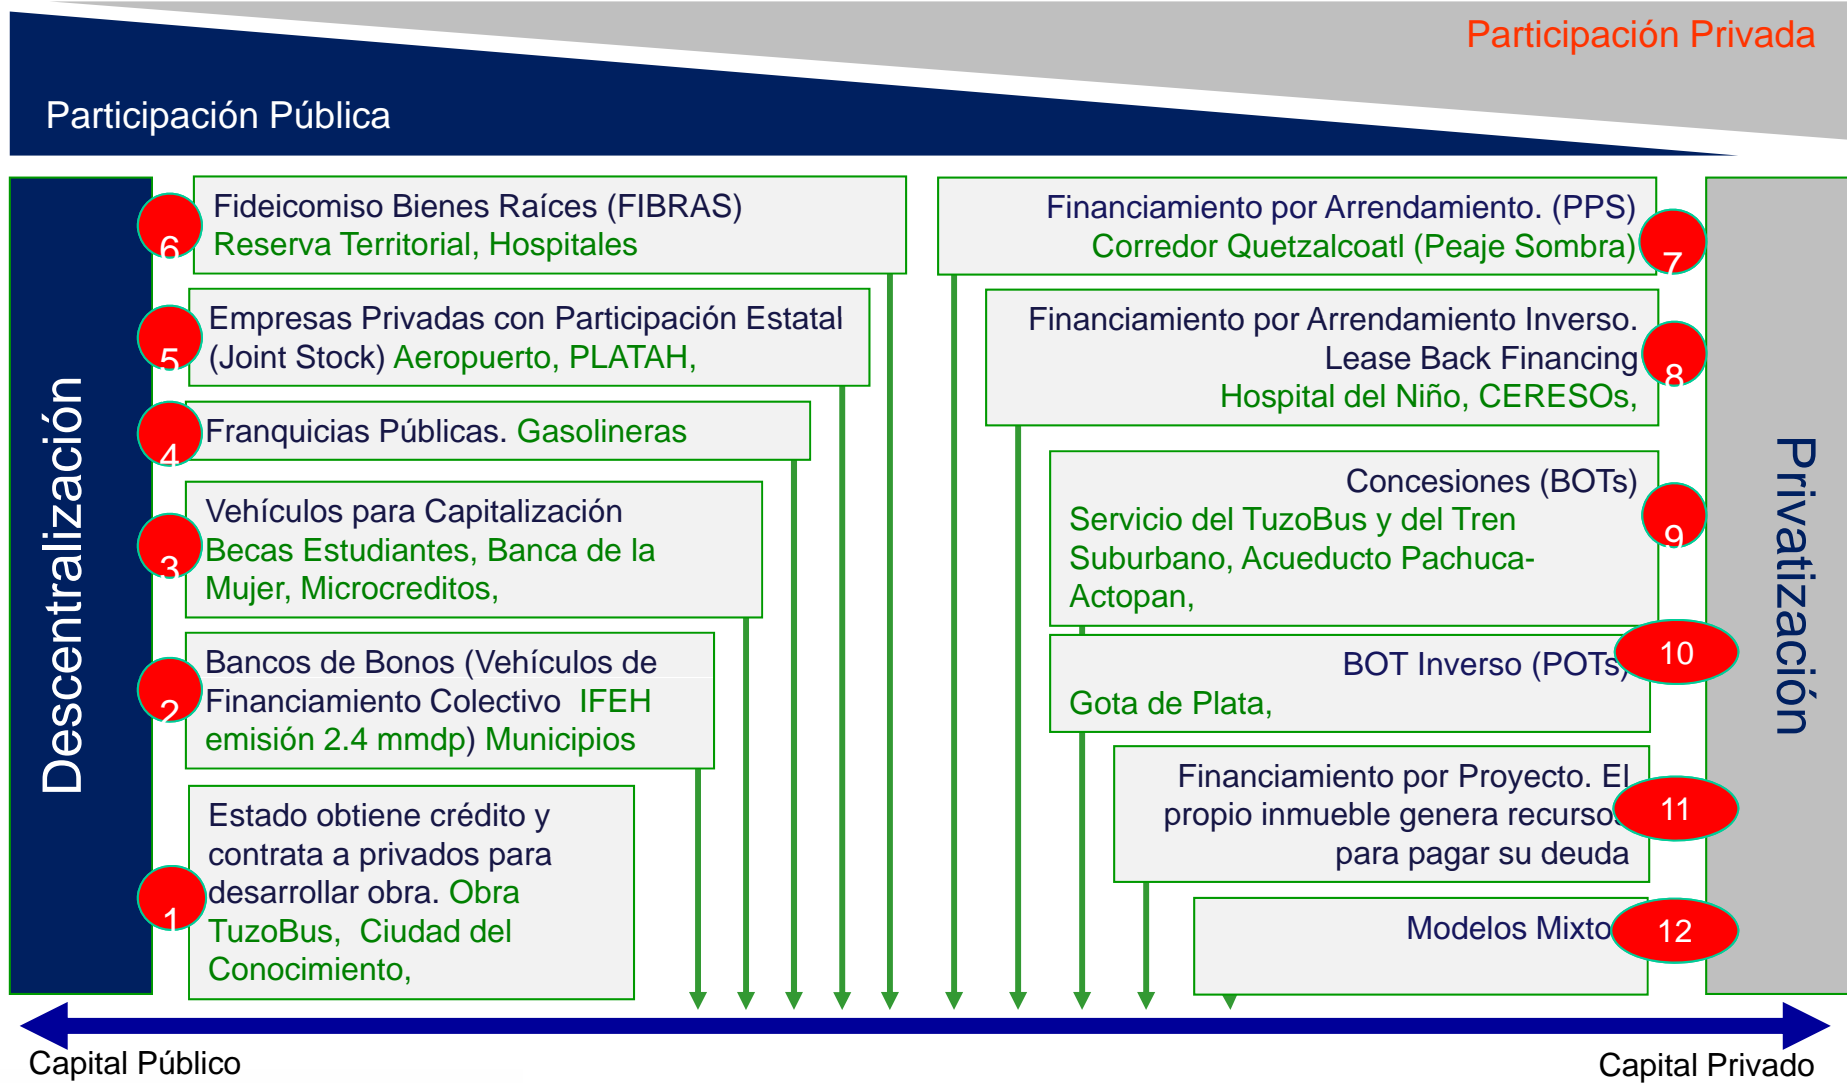 Participación Privada
Participación Pública
Descentralización
6
Fideicomiso Bienes Raíces (FIBRAS)
Reserva Territorial, Hospitales
5
Empresas Privadas con Participación Estatal
(Joint Stock) Aeropuerto, PLATAH,
4
Franquicias Públicas. Gasolineras
3
Vehículos para Capitalización
Becas Estudiantes, Banca de la
Mujer, Microcreditos,
2
Bancos de Bonos (Vehículos de
Financiamiento Colectivo IFEH
emisión 2.4 mmdp) Municipios
1
Estado obtiene crédito y
contrata a privados para
desarrollar obra. Obra
TuzoBus, Ciudad del
Conocimiento,
Financiamiento por Arrendamiento. (PPS)
Corredor Quetzalcoatl (Peaje Sombra)
7
Financiamiento por Arrendamiento Inverso.
Lease Back Financing
Hospital del Niño, CERESOs,
8
Concesiones (BOTs)
Servicio del TuzoBus y del Tren
Suburbano, Acueducto Pachuca-
Actopan,
9
BOT Inverso (POTs)
Gota de Plata,
10
Financiamiento por Proyecto. El
propio inmueble genera recursos
para pagar su deuda
11
Modelos Mixto
12
Privatización
Capital Público
Capital Privado